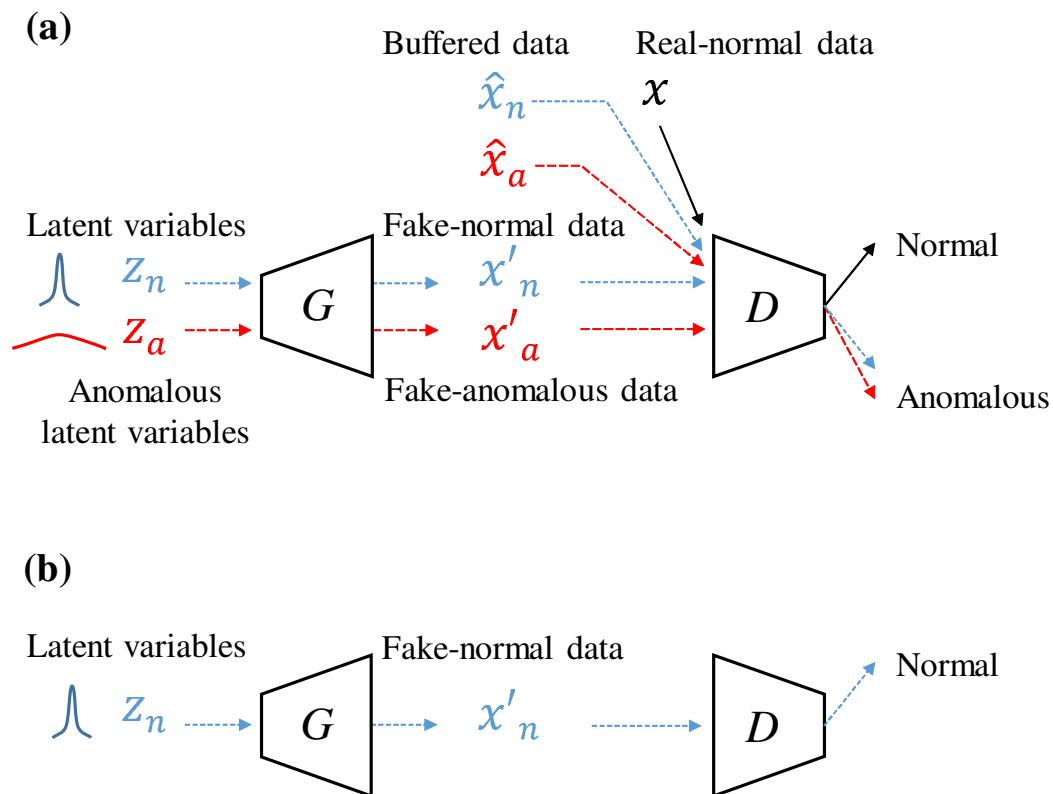 (a)
Buffered data
Real-normal data
x̂ₙ
x
x̂ₐ
Latent variables
Fake-normal data
zₙ
G
x′ₙ
D
Normal
zₐ
x′ₐ
Anomalous
latent variables
Fake-anomalous data
Anomalous
(b)
Latent variables
Fake-normal data
Normal
zₙ
G
x′ₙ
D